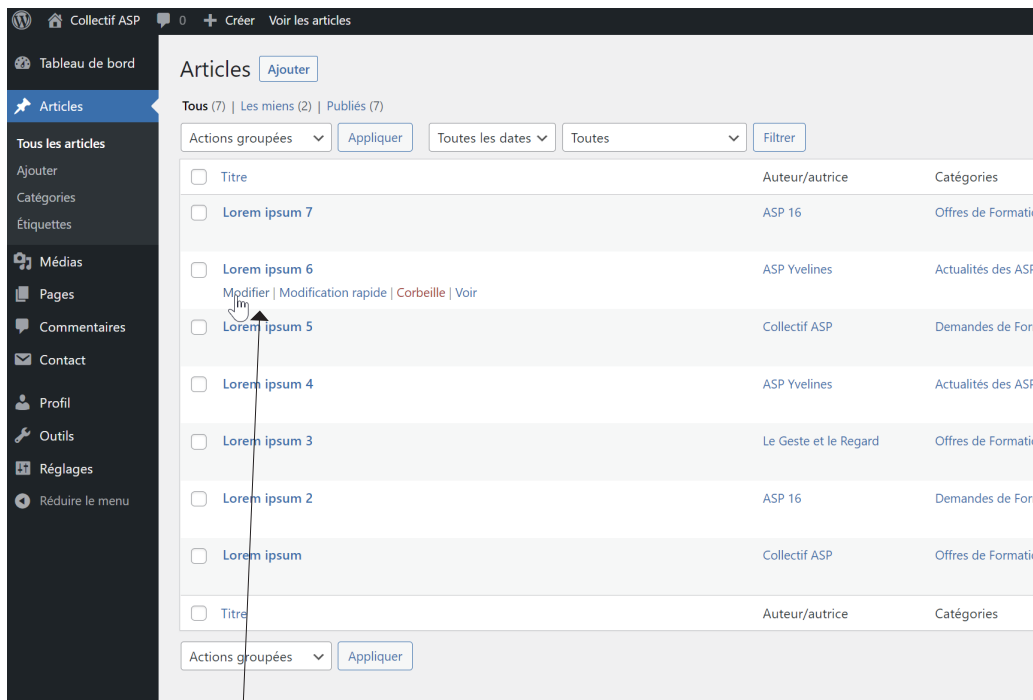 Collectif ASP 0 Créer Voir les articles
Tableau de bord
Articles
Tous les articles
Ajouter
Catégories
Étiquettes
Médias
Pages
Commentaires
Contact
Profil
Outils
Réglages
Réduire le menu
Articles Ajouter
Tous (7) | Les miens (2) | Publiés (7)
Actions groupées Appliquer Toutes les dates Toutes Filtrer
Titre Auteur/autrice Catégories
Lorem ipsum 7 ASP 16 Offres de Formati
Lorem ipsum 6 ASP Yvelines Actualités des ASP
Modifier | Modification rapide | Corbeille | Voir
Lorem ipsum 5 Collectif ASP Demandes de For
Lorem ipsum 4 ASP Yvelines Actualités des ASP
Lorem ipsum 3 Le Geste et le Regard Offres de Formati
Lorem ipsum 2 ASP 16 Demandes de For
Lorem ipsum Collectif ASP Offres de Formati
Titre Auteur/autrice Catégories
Actions groupées Appliquer